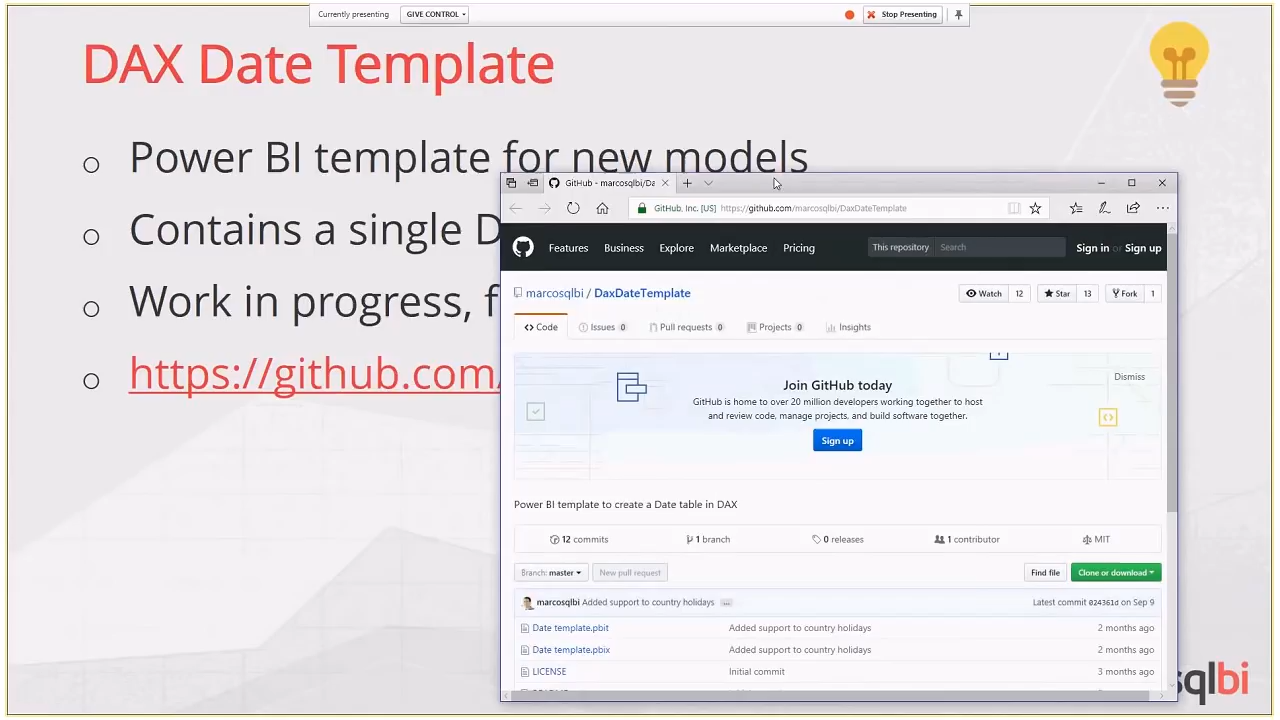 Currently presenting GIVE CONTROL Stop Presenting
DAX Date Template
Power BI template for new models
Contains a single D
Work in progress, f
https://github.com/
GitHub - marcosqlbi/Da
GitHub, Inc. [US] https://github.com/marcosqlbi/DaxDateTemplate
Features Business Explore Marketplace Pricing This repository Search Sign in or Sign up
marcosqlbi / DaxDateTemplate Watch 12 Star 13 Fork 1
Code Issues 0 Pull requests 0 Projects 0 Insights
Join GitHub today
Dismiss
GitHub is home to over 20 million developers working together to host
and review code, manage projects, and build software together.
Sign up
Power BI template to create a Date table in DAX
12 commits 1 branch 0 releases 1 contributor MIT
Branch: master New pull request Find file Clone or download
marcosqlbi Added support to country holidays ... Latest commit 024361d on Sep 9
Date template.pbit Added support to country holidays 2 months ago
Date template.pbix Added support to country holidays 2 months ago
LICENSE Initial commit 3 months ago
sqlbi